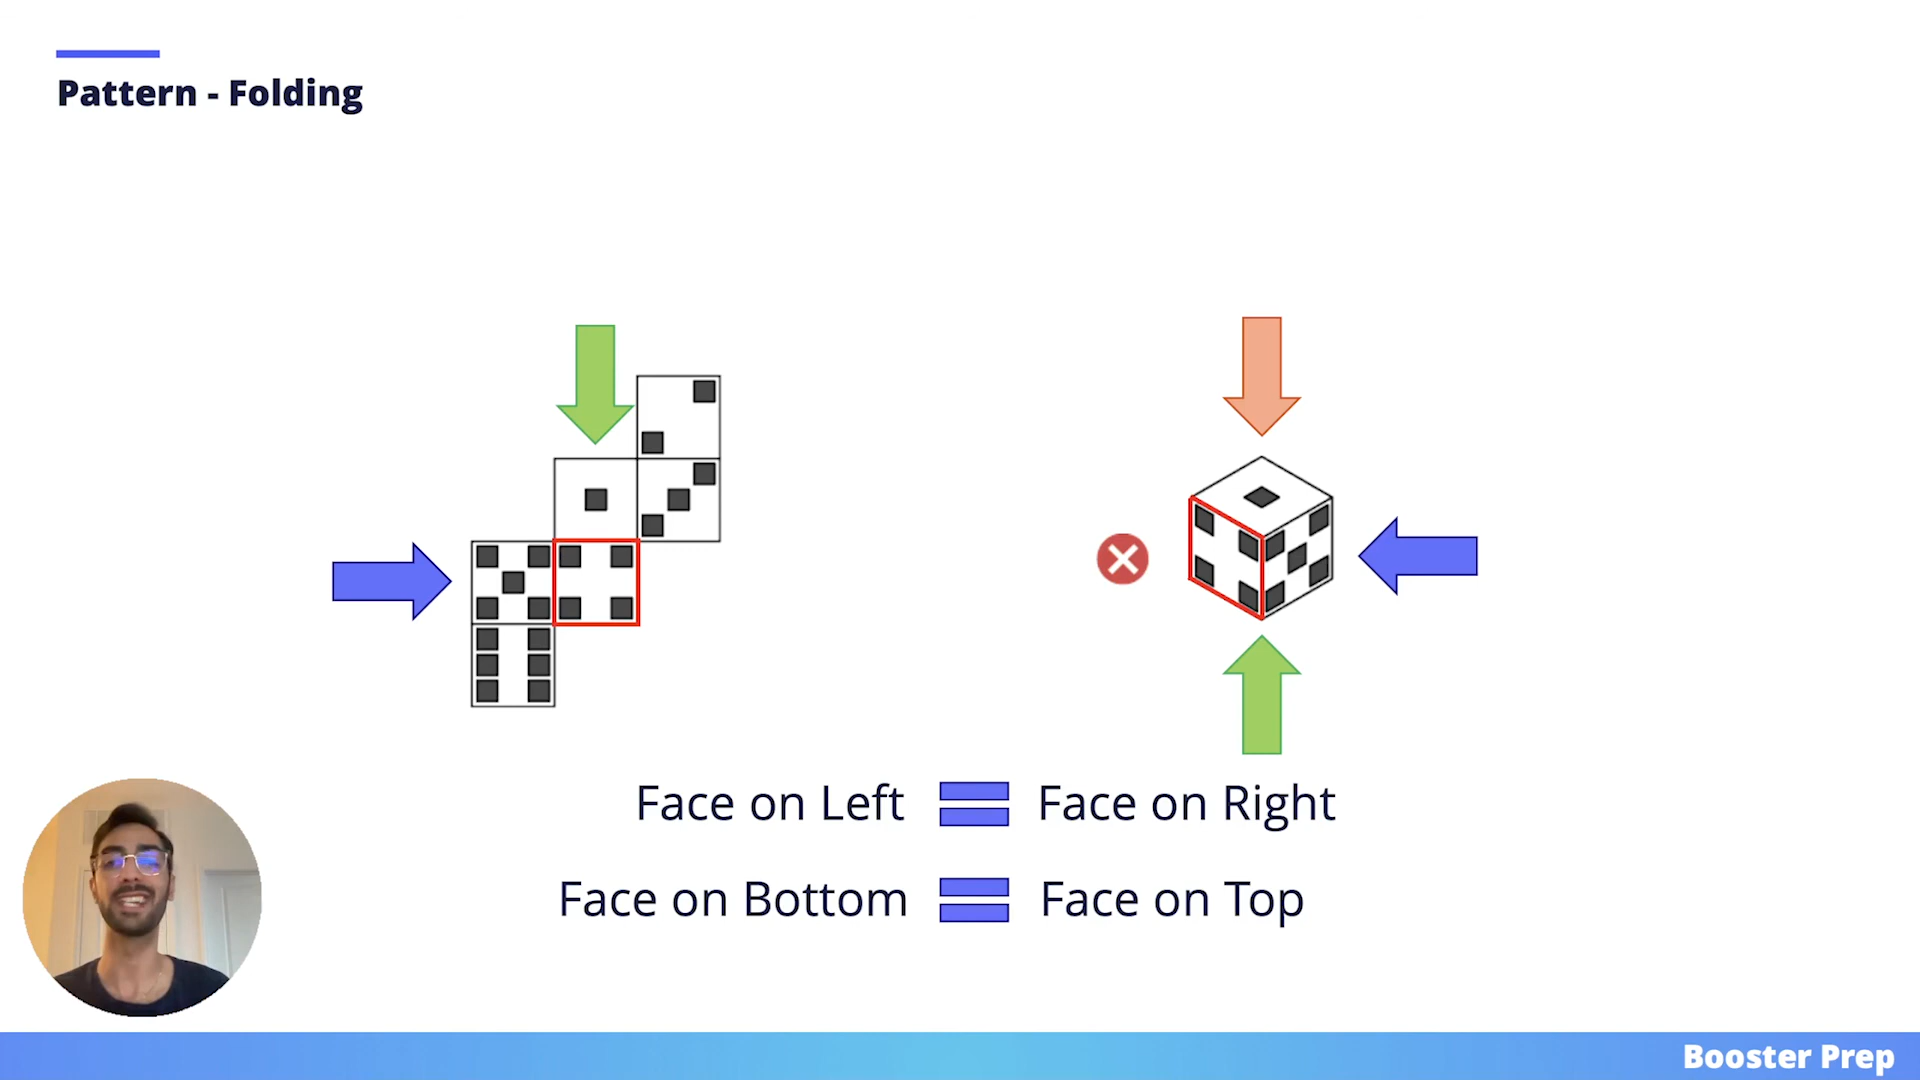 Pattern - Folding
Face on Left = Face on Right
Face on Bottom = Face on Top
Booster Prep